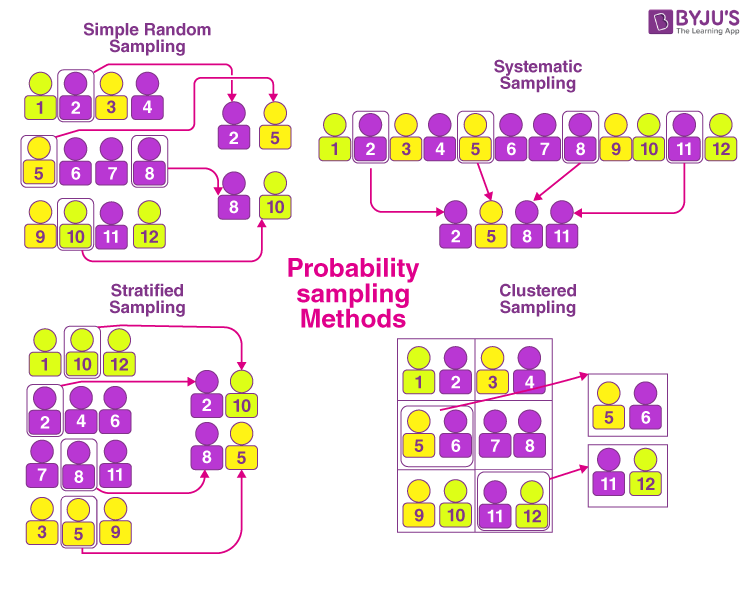 BYJU'S
The Learning App
Simple Random
Sampling
1 2 3 4
2 5
5 6 7 8
8 10
9 10 11 12
Systematic
Sampling
1 2 3 4 5 6 7 8 9 10 11 12
2 5 8 11
Probability
sampling
Methods
Stratified
Sampling
1 10 12
2 10
2 4 6
8 5
7 8 11
3 5 9
Clustered
Sampling
1 2 3 4
5 6
5 6 7 8
11 12
9 10 11 12